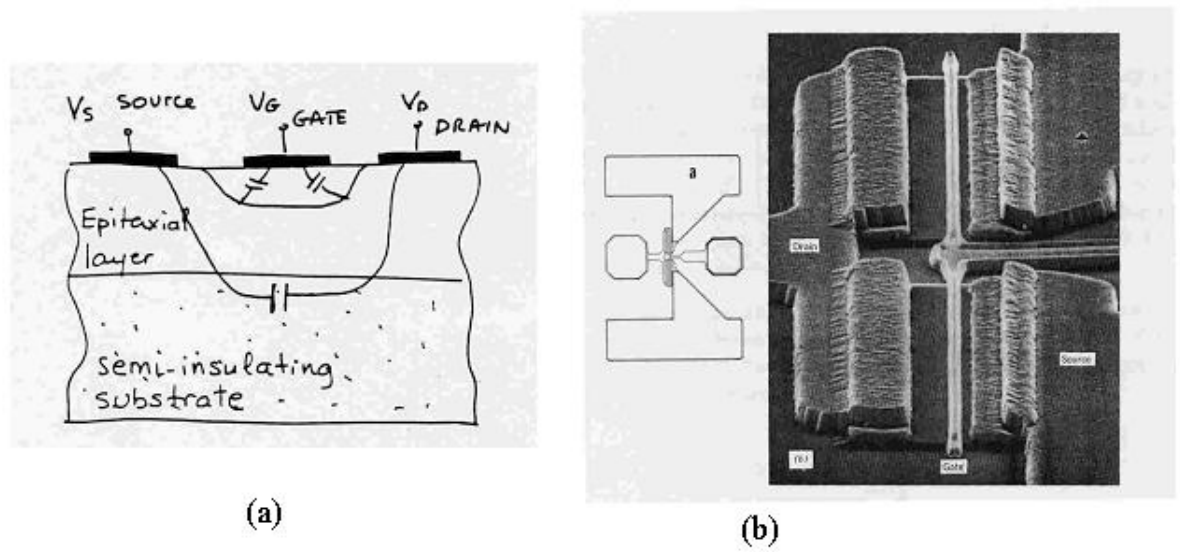 VS SOURCE
VG GATE
VD DRAIN
Epitaxial
layer
semi-insulating
substrate
(a)
a
Drain
Source
(b)
Gate
(b)